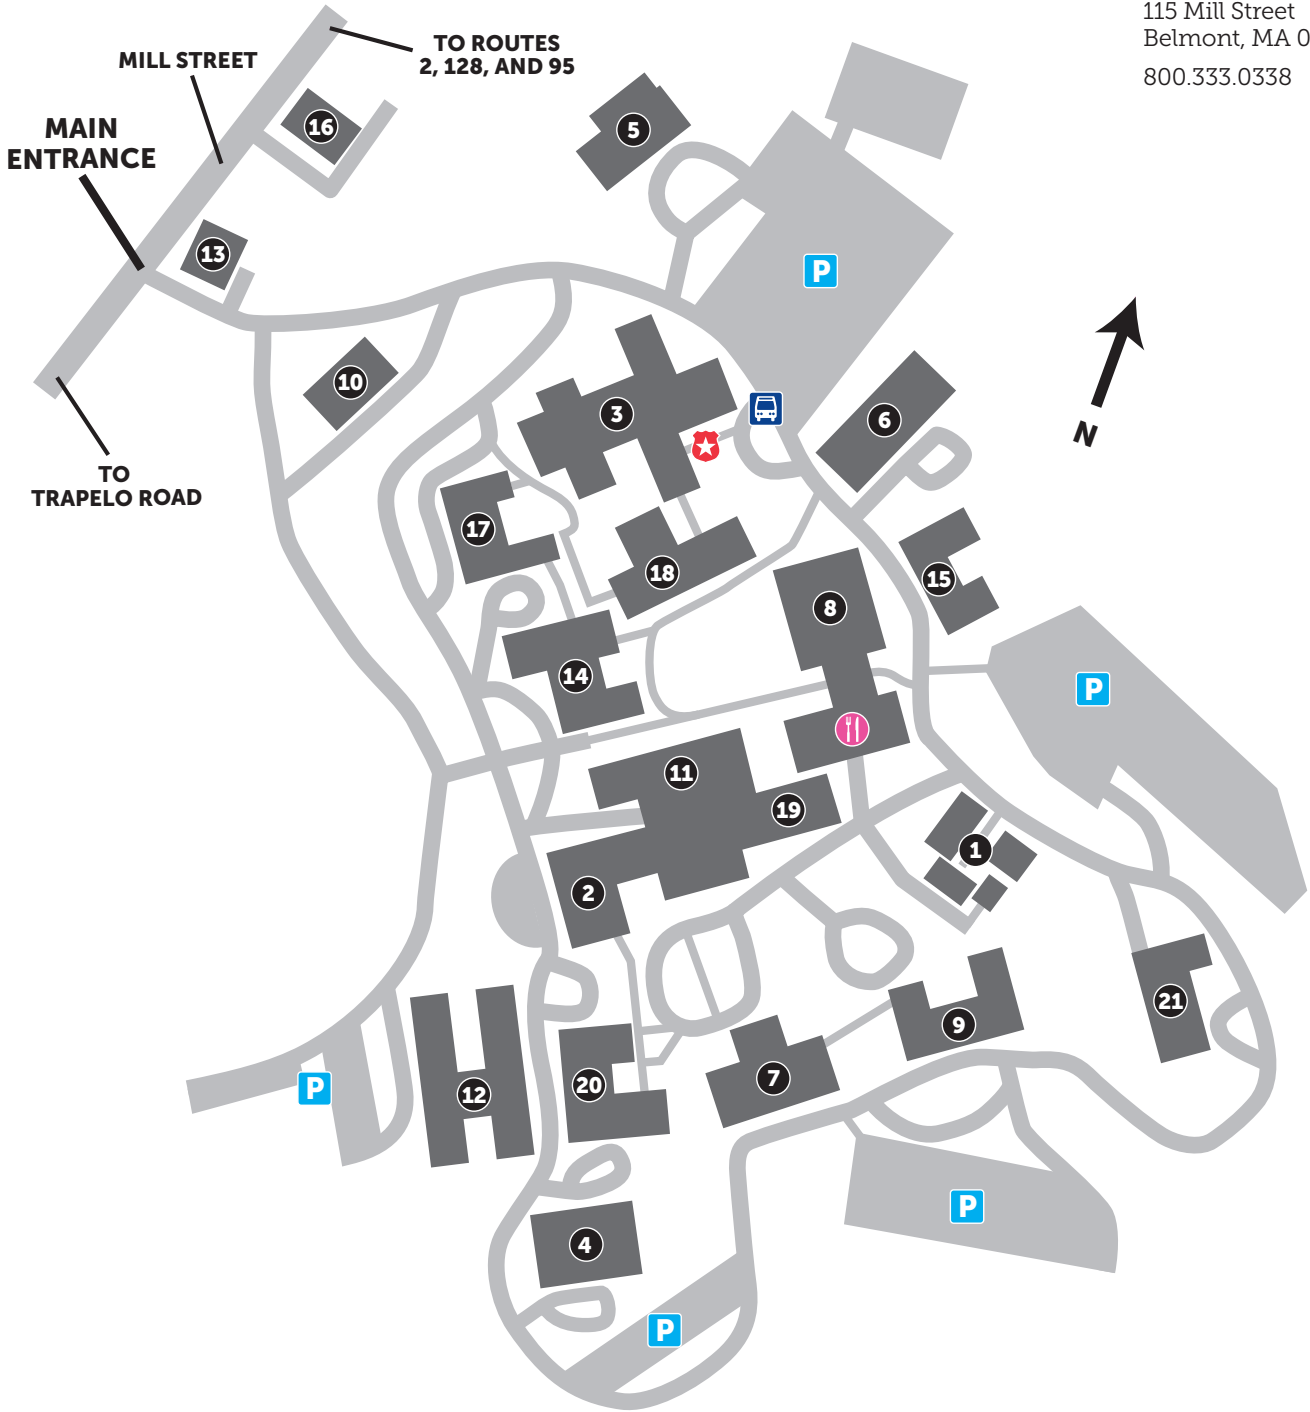 115 Mill Street
Belmont, MA 0
800.333.0338
TO ROUTES
2, 128, AND 95
MILL STREET
MAIN
ENTRANCE
16
5
13
P
10
3
6
N
TO
TRAPELO ROAD
17
18
15
8
14
P
11
19
1
2
21
9
7
20
12
P
P
4
P